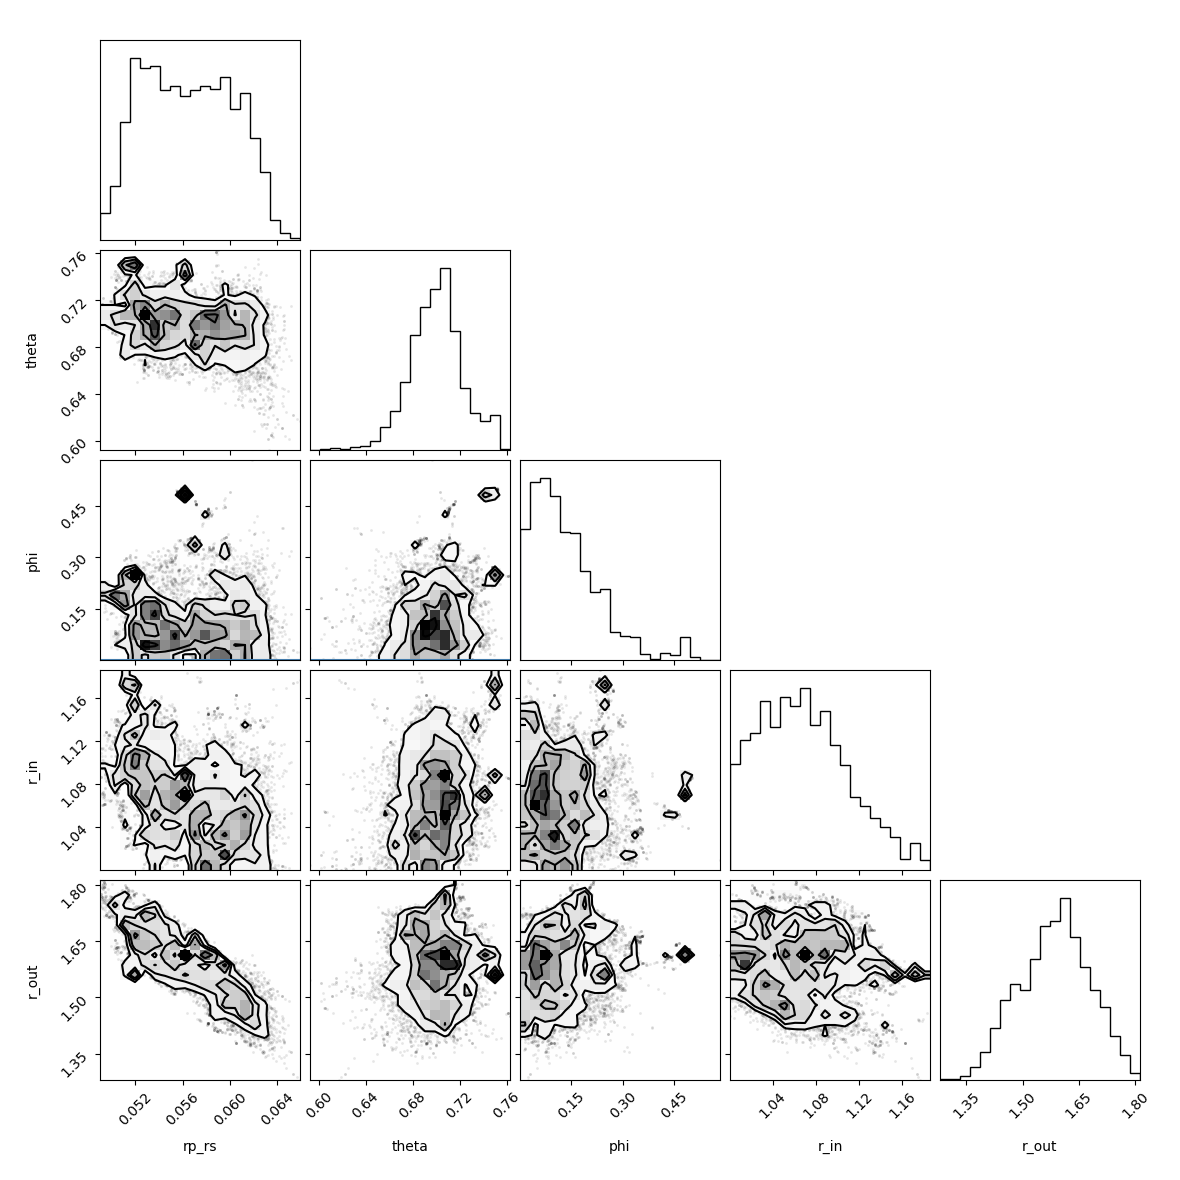 0.76
0.72
0.68
0.64
0.60
theta
0.45
0.30
0.15
phi
1.16
1.12
1.08
1.04
r_in
1.80
1.65
1.50
1.35
r_out
0.052 0.056 0.060 0.064
0.60 0.64 0.68 0.72 0.76
0.15 0.30 0.45
1.04 1.08 1.12 1.16
1.35 1.50 1.65 1.80
rp_rs theta phi r_in r_out